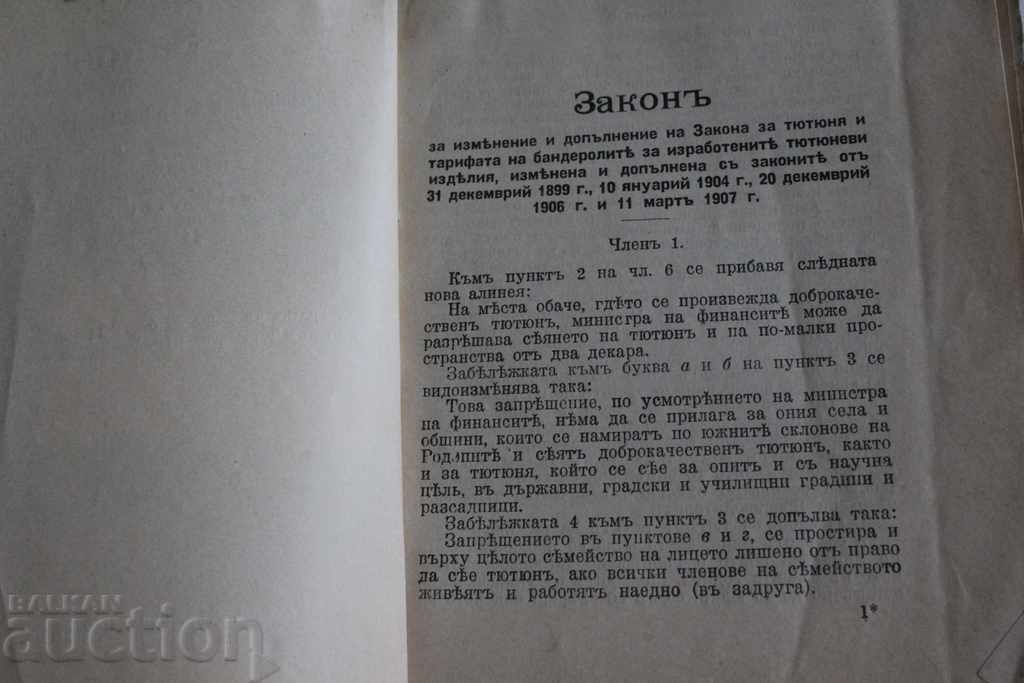 Законъ
за измѣнение и допълнение на Закона за тютюня и
тарифата на бандеролитѣ за изработенитѣ тютюневи
изделия, измѣнена и допълнена съ законитѣ отъ
31 декемврий 1899 г., 10 януарий 1904 г., 20 декемврий
1906 г. и 11 мартъ 1907 г.
Членъ 1.
Къмъ пунктъ 2 на чл. 6 се прибавя слѣдната
нова алинея:
На мѣста обаче, гдѣто се произвежда доброкаче-
ственъ тютюнъ, министра на финанситѣ може да
разрѣшава сѣянето на тютюнъ и на по-малки про-
странства отъ два декара.
Забѣлѣжката къмъ буква а и б на пунктъ 3 се
видоизменява така:
Това запрѣщение, по усмотрѣнието на министра
на финанситѣ, нѣма да се прилага за ония села и
общини, които се намиратъ по южнитѣ склонове на
Родопитѣ и сѣятъ доброкачественъ тютюнъ, както
и за тютюня, който се сѣе за опитъ и съ научна
цѣль, въ държавни, градски и училищни градини и
разсадници.
Забѣлѣжката 4 къмъ пунктъ 3 се допълва така:
Запрѣщението въ пунктове в и г, се простира и
върху цѣлото сѣмейство на лицето лишено отъ право
да сѣе тютюнъ, ако всички членове на сѣмейството
живѣятъ и работятъ наедно (въ задруга).
1*
BALKAN
auction